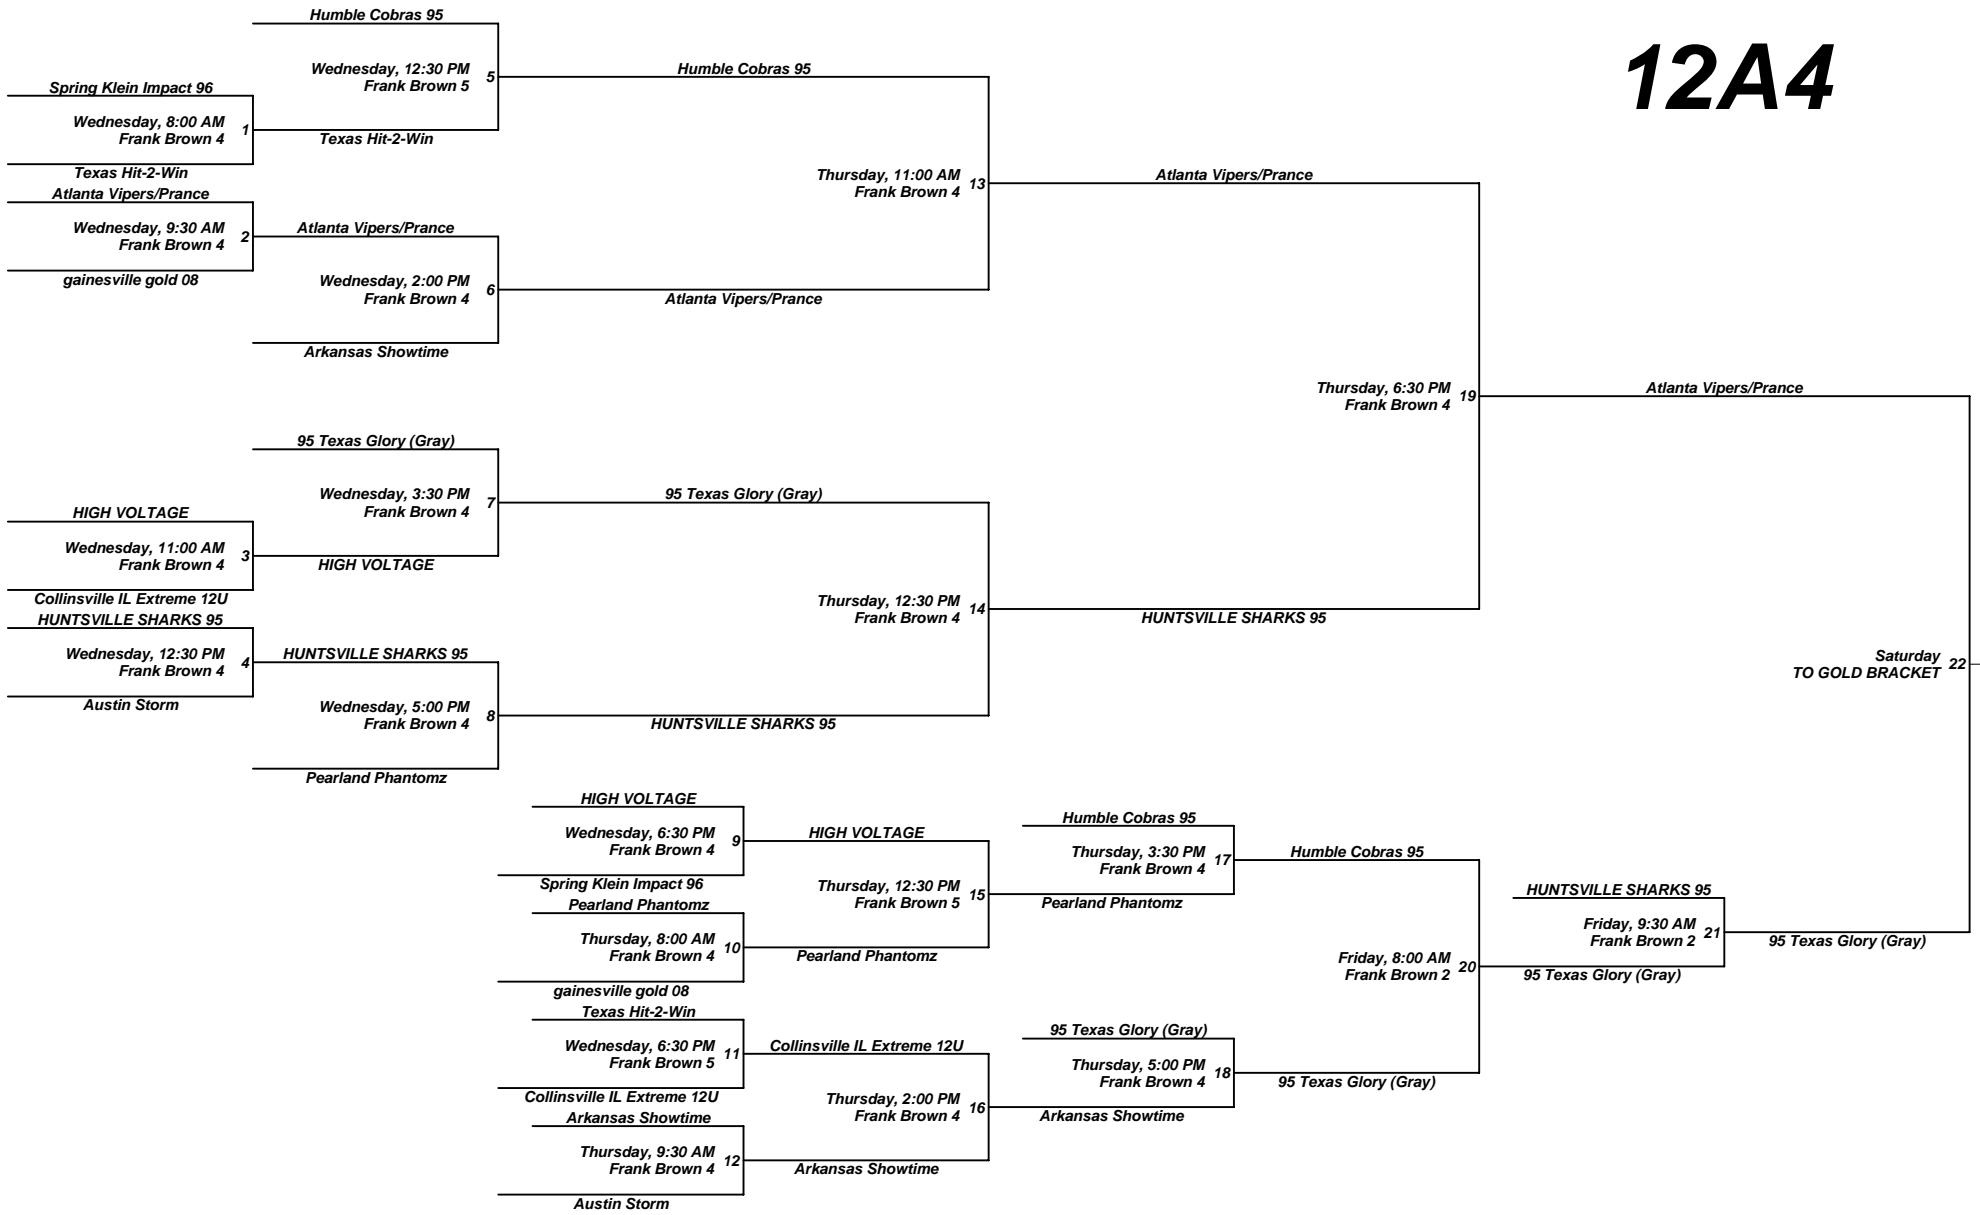 12A4
Humble Cobras 95
Wednesday, 12:30 PM
Frank Brown 5
5
Humble Cobras 95
Spring Klein Impact 96
Wednesday, 8:00 AM
Frank Brown 4
1
Texas Hit-2-Win
Texas Hit-2-Win
Thursday, 11:00 AM
Frank Brown 4
13
Atlanta Vipers/Prance
Atlanta Vipers/Prance
Wednesday, 9:30 AM
Frank Brown 4
2
Atlanta Vipers/Prance
gainesville gold 08
Wednesday, 2:00 PM
Frank Brown 4
6
Atlanta Vipers/Prance
Arkansas Showtime
Thursday, 6:30 PM
Frank Brown 4
19
Atlanta Vipers/Prance
95 Texas Glory (Gray)
Wednesday, 3:30 PM
Frank Brown 4
7
95 Texas Glory (Gray)
HIGH VOLTAGE
Wednesday, 11:00 AM
Frank Brown 4
3
HIGH VOLTAGE
Collinsville IL Extreme 12U
Thursday, 12:30 PM
Frank Brown 4
14
HUNTSVILLE SHARKS 95
HUNTSVILLE SHARKS 95
Wednesday, 12:30 PM
Frank Brown 4
4
HUNTSVILLE SHARKS 95
Austin Storm
Wednesday, 5:00 PM
Frank Brown 4
8
HUNTSVILLE SHARKS 95
Pearland Phantomz
Saturday
TO GOLD BRACKET
22
HIGH VOLTAGE
Wednesday, 6:30 PM
Frank Brown 4
9
HIGH VOLTAGE
Spring Klein Impact 96
Thursday, 12:30 PM
Frank Brown 5
15
Pearland Phantomz
Thursday, 8:00 AM
Frank Brown 4
10
Pearland Phantomz
gainesville gold 08
Humble Cobras 95
Thursday, 3:30 PM
Frank Brown 4
17
Humble Cobras 95
Pearland Phantomz
HUNTSVILLE SHARKS 95
Friday, 9:30 AM
Frank Brown 2
21
95 Texas Glory (Gray)
Friday, 8:00 AM
Frank Brown 2
20
95 Texas Glory (Gray)
Texas Hit-2-Win
Wednesday, 6:30 PM
Frank Brown 5
11
Collinsville IL Extreme 12U
Collinsville IL Extreme 12U
Thursday, 2:00 PM
Frank Brown 4
16
95 Texas Glory (Gray)
Thursday, 5:00 PM
Frank Brown 4
18
95 Texas Glory (Gray)
Arkansas Showtime
Arkansas Showtime
Thursday, 9:30 AM
Frank Brown 4
12
Arkansas Showtime
Austin Storm